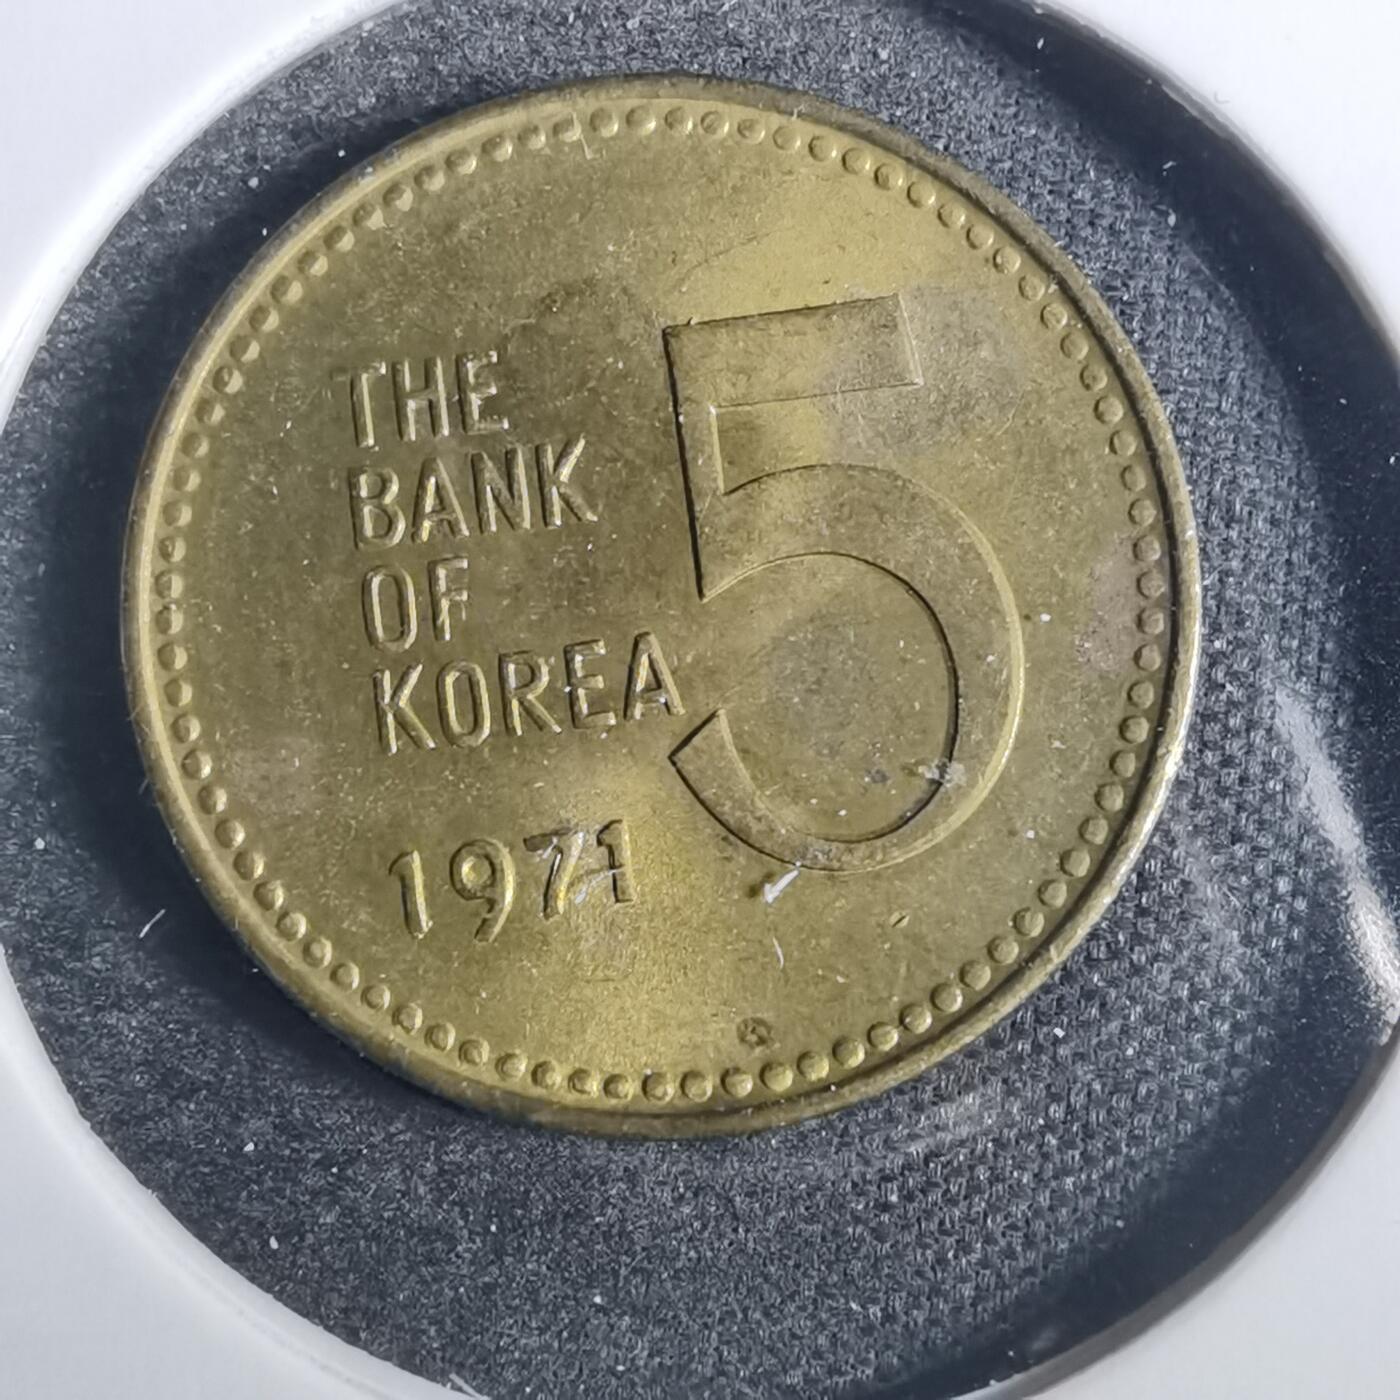 THE
BANK
OF
KOREA
1971
5